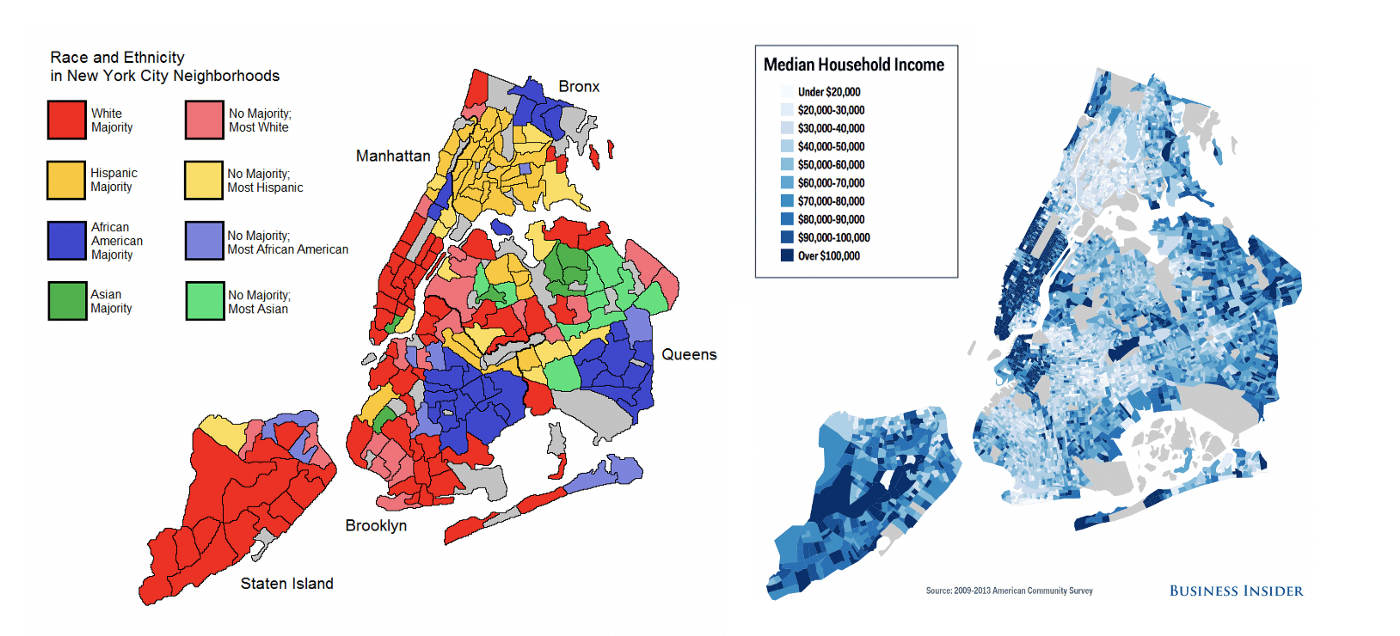 Race and Ethnicity
in New York City Neighborhoods
White
Majority
No Majority;
Most White
Hispanic
Majority
No Majority;
Most Hispanic
African
American
Majority
No Majority;
Most African American
Asian
Majority
No Majority;
Most Asian
Bronx
Manhattan
Queens
Brooklyn
Staten Island
Median Household Income
Under $20,000
$20,000-30,000
$30,000-40,000
$40,000-50,000
$50,000-60,000
$60,000-70,000
$70,000-80,000
$80,000-90,000
$90,000-100,000
Over $100,000
Source: 2009-2013 American Community Survey
BUSINESS INSIDER